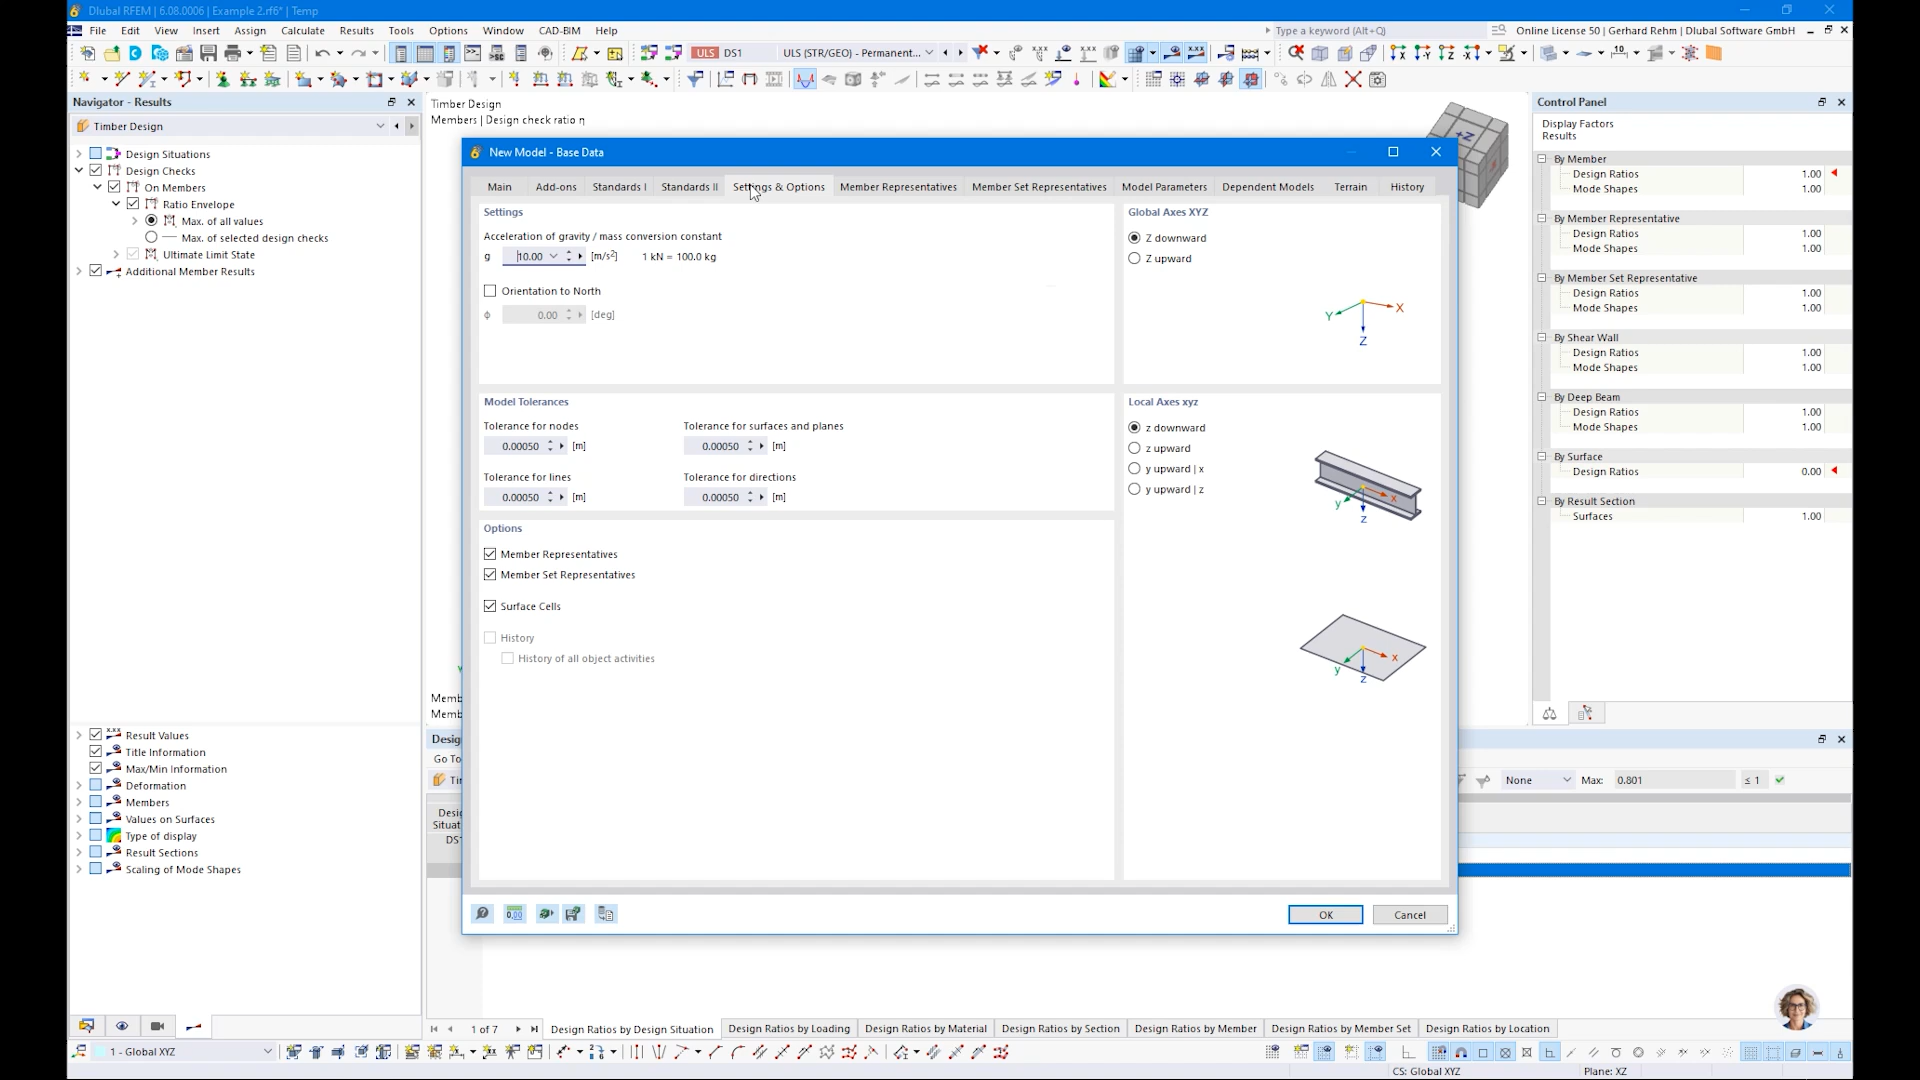 Dlubal RFEM | 6.08.0006 | Example 2.rf6* | Temp
File Edit View Insert Assign Calculate Results Tools Options Window CAD-BIM Help
Type a keyword (Alt+Q)
Online License 50 | Gerhard Rehm | Dlubal Software GmbH
ULS DS1 ULS (STR/GEO) - Permanent...
Navigator - Results
Timber Design
Design Situations
Design Checks
On Members
Ratio Envelope
Max. of all values
Max. of selected design checks
Ultimate Limit State
Additional Member Results
Result Values
Title Information
Max/Min Information
Deformation
Members
Values on Surfaces
Type of display
Result Sections
Scaling of Mode Shapes
Timber Design
Members | Design check ratio η
New Model - Base Data
Main Add-ons Standards I Standards II Settings & Options Member Representatives Member Set Representatives Model Parameters Dependent Models Terrain History
Settings
Acceleration of gravity / mass conversion constant
g 10.00 [m/s²] 1 kN = 100.0 kg
Orientation to North
ϕ 0.00 [deg]
Model Tolerances
Tolerance for nodes Tolerance for surfaces and planes
0.00050 [m] 0.00050 [m]
Tolerance for lines Tolerance for directions
0.00050 [m] 0.00050 [m]
Options
Member Representatives
Member Set Representatives
Surface Cells
History
History of all object activities
Global Axes XYZ
Z downward
Z upward
X
Y
Z
Local Axes xyz
z downward
z upward
y upward | x
y upward | z
x
y
z
x
y
z
OK Cancel
Memb
Memb
Desig
Go To
Tir
Desig
Situat
DS
None Max: 0.801 ≤ 1
Control Panel
Display Factors
Results
By Member
Design Ratios 1.00
Mode Shapes 1.00
By Member Representative
Design Ratios 1.00
Mode Shapes 1.00
By Member Set Representative
Design Ratios 1.00
Mode Shapes 1.00
By Shear Wall
Design Ratios 1.00
Mode Shapes 1.00
By Deep Beam
Design Ratios 1.00
Mode Shapes 1.00
By Surface
Design Ratios 0.00
By Result Section
Surfaces 1.00
1 of 7 Design Ratios by Design Situation Design Ratios by Loading Design Ratios by Material Design Ratios by Section Design Ratios by Member Design Ratios by Member Set Design Ratios by Location
1 - Global XYZ
CS: Global XYZ Plane: XZ